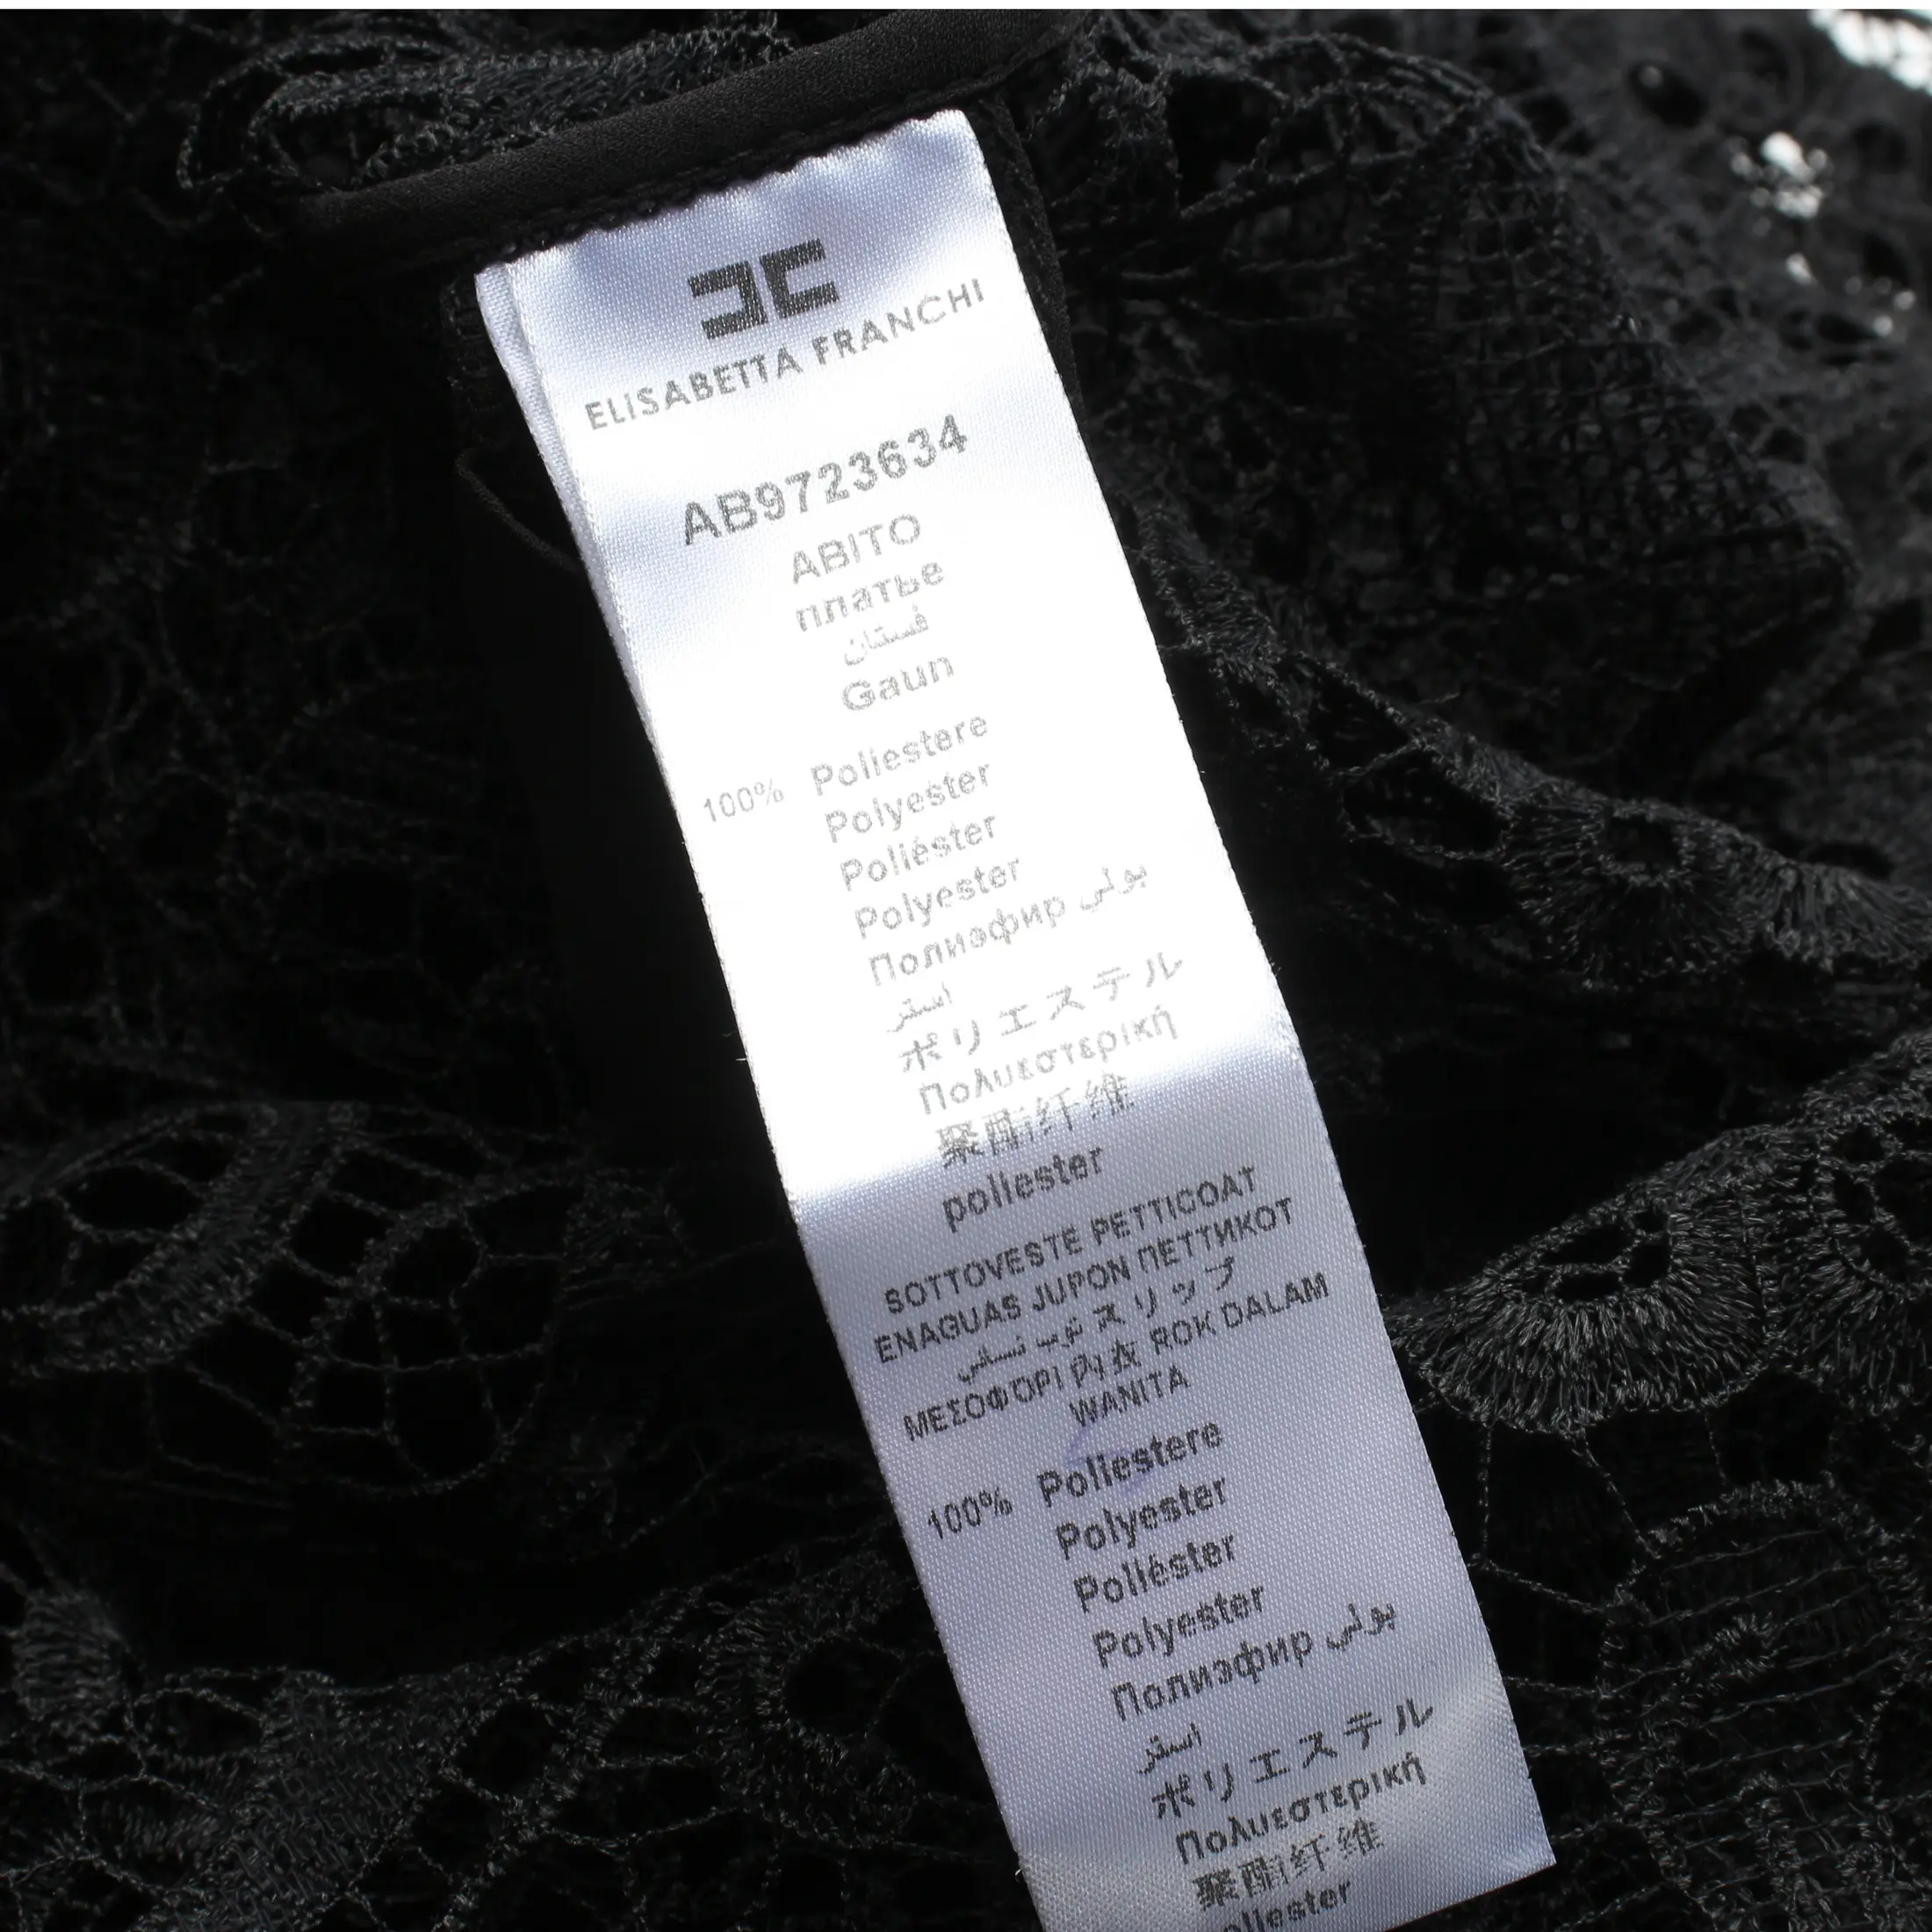 ELISABETTA FRANCHI
AB9723634
ABITO
платье
فستان
Gaun
100% Poliestere
Polyester
Poliéster
Polyester
Полиэфир بولي
استر
ポリエステル
Πολυεστερική
聚酯纤维
poliester
SOTTOVESTE PETTICOAT
ENAGUAS JUPON ПЕТТИКОТ
スリップ
ΜΕΣΟΦΟΡΙ 内衣 ROK DALAM
WANITA
100% Poliestere
Polyester
Poliéster
Polyester
Полиэфир بولي
استر
ポリエステル
Πολυεστερική
聚酯纤维
poliester